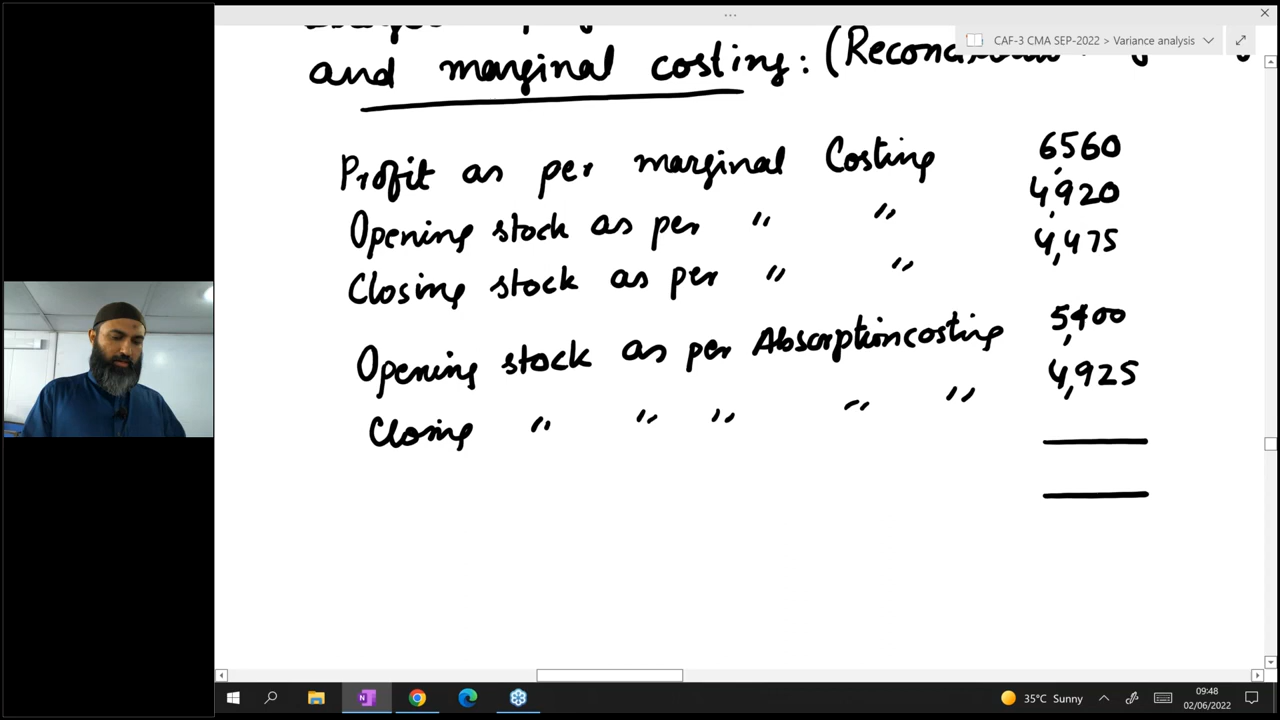 CAF-3 CMA SEP-2022 > Variance analysis
and marginal costing: (
Profit as per marginal Costing 6560
Opening stock as per " " 4,920
Closing stock as per " " 4,475
Opening stock as per Absorption costing 5,400
Closing " " " " " 4,925
35°C Sunny
09:48
02/06/2022